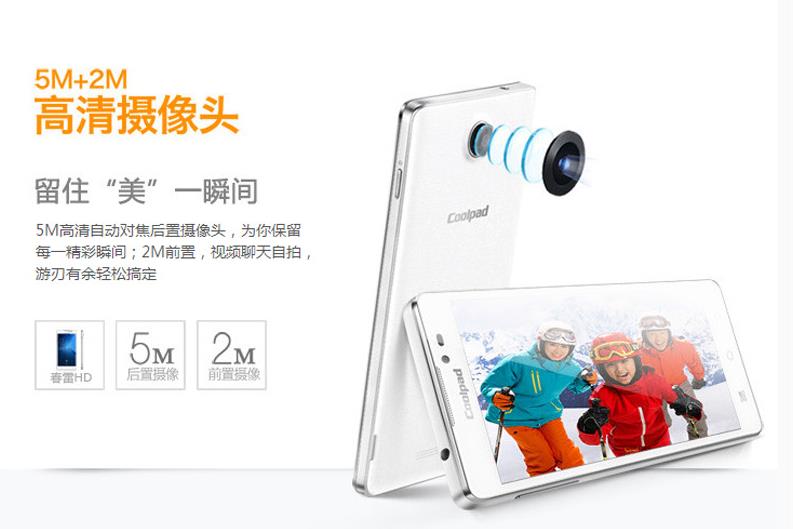 5M+2M
高清摄像头
留住“美”一瞬间
5M高清自动对焦后置摄像头，为你保留
每一精彩瞬间；2M前置，视频聊天自拍，
游刃有余轻松搞定
春雷HD
5M
后置摄像
2M
前置摄像
Coolpad
Coolpad